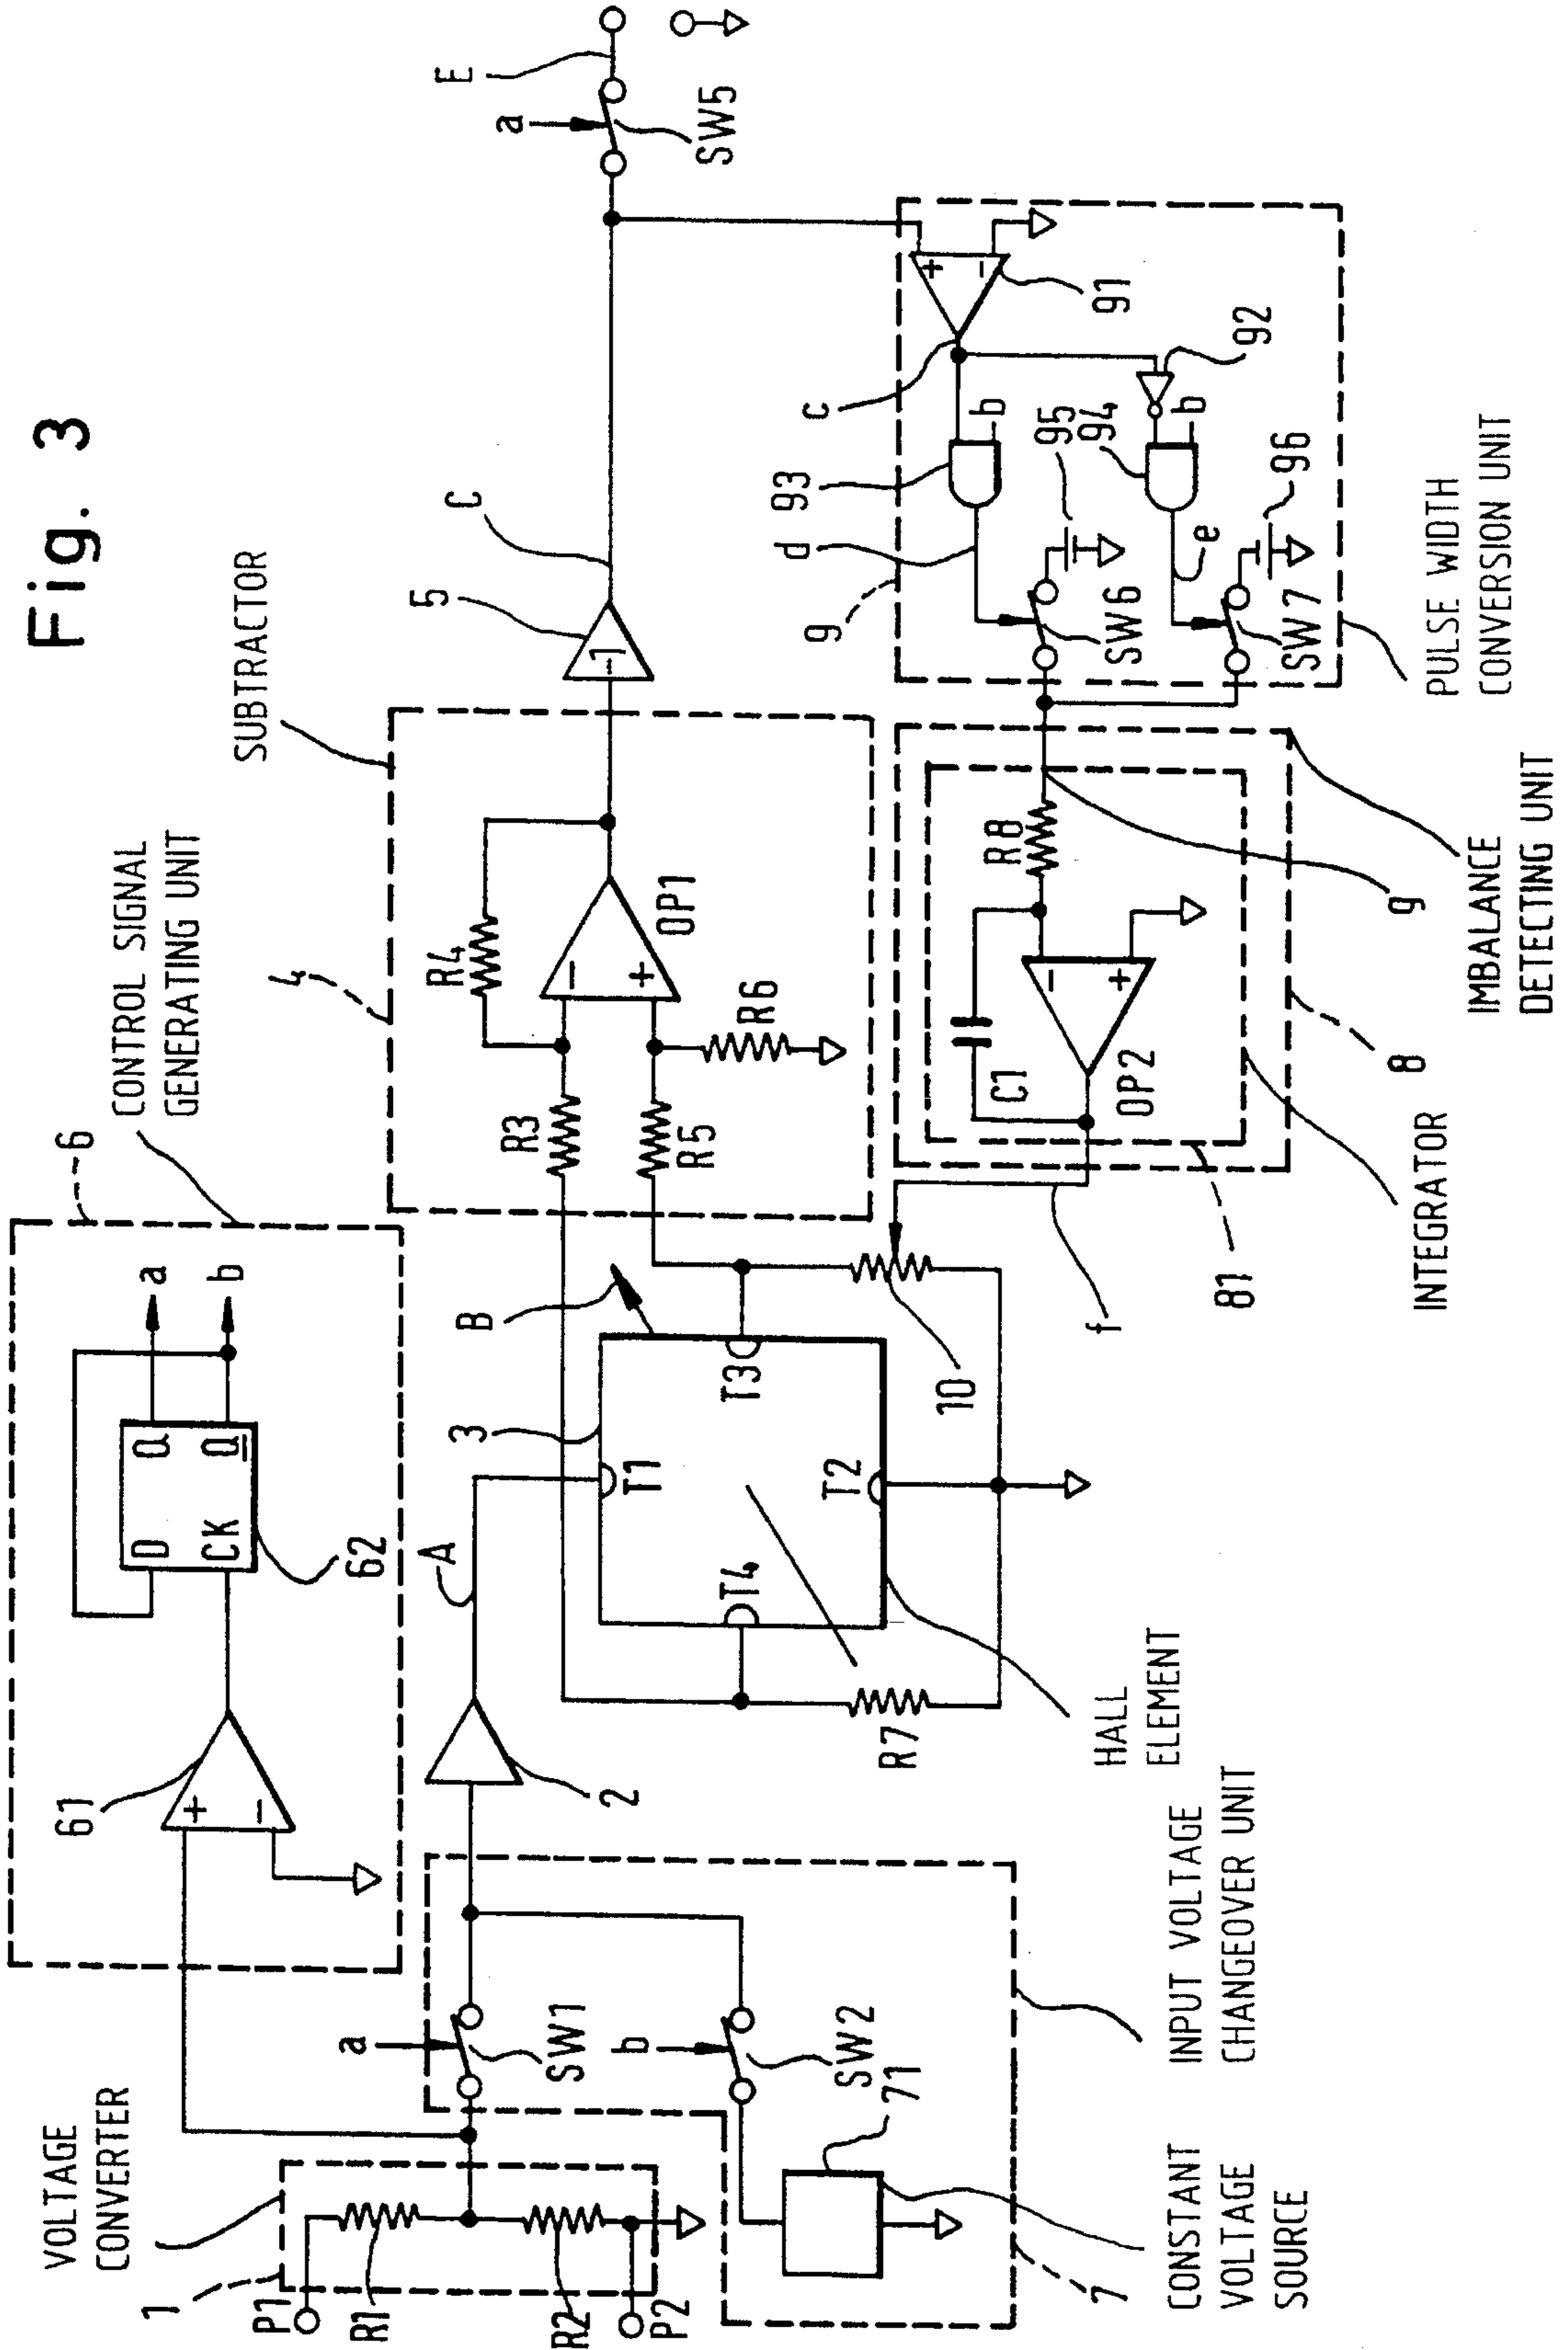 Fig. 3
CONTROL SIGNAL
GENERATING UNIT
6
61
+
−
D
Q
CK
Q
62
a
b
VOLTAGE
CONVERTER
1
P1
R1
R2
P2
a
SW1
b
SW2
71
7
CONSTANT
VOLTAGE
SOURCE
INPUT VOLTAGE
CHANGEOVER UNIT
2
A
3
B
T1
T2
T3
T4
R7
10
HALL
ELEMENT
SUBTRACTOR
4
R3
R4
R5
R6
−
+
OP1
5
-1
C
a
SW5
E
f
81
INTEGRATOR
8
IMBALANCE
DETECTING UNIT
C1
OP2
−
+
R8
g
9
PULSE WIDTH
CONVERSION UNIT
+
−
91
c
92
93
b
94
b
d
e
95
96
SW6
SW7